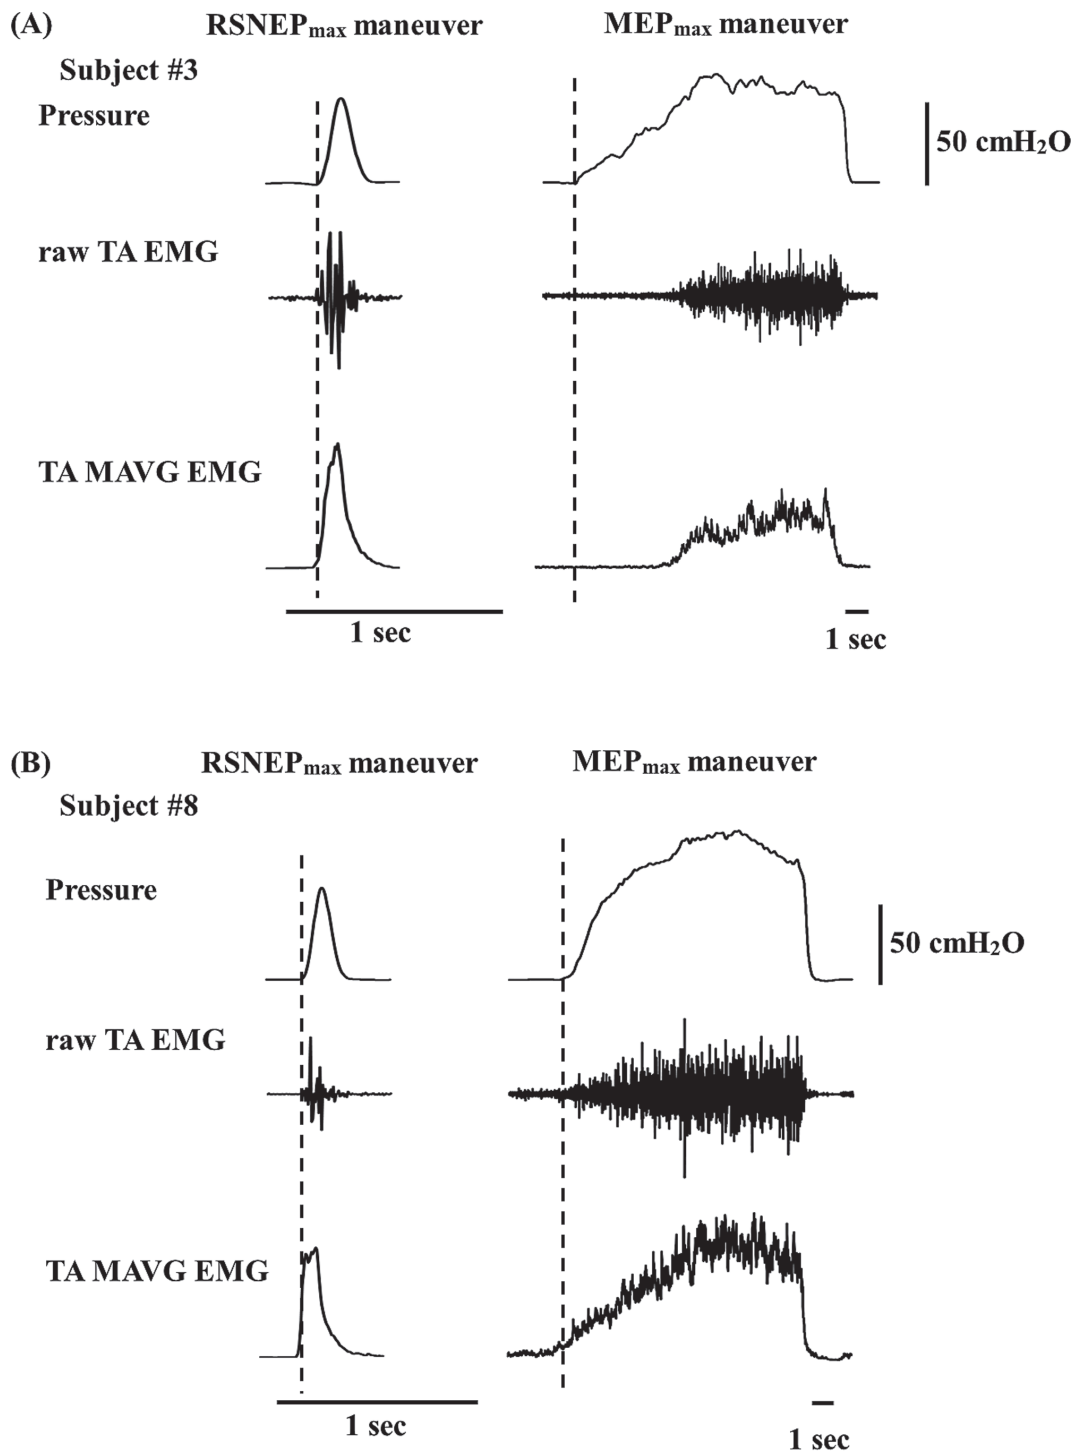 (A)
RSNEPmax maneuver MEPmax maneuver
Subject #3
Pressure
50 cmH2O
raw TA EMG
TA MAVG EMG
1 sec
1 sec
(B)
RSNEPmax maneuver MEPmax maneuver
Subject #8
Pressure
50 cmH2O
raw TA EMG
TA MAVG EMG
1 sec
1 sec